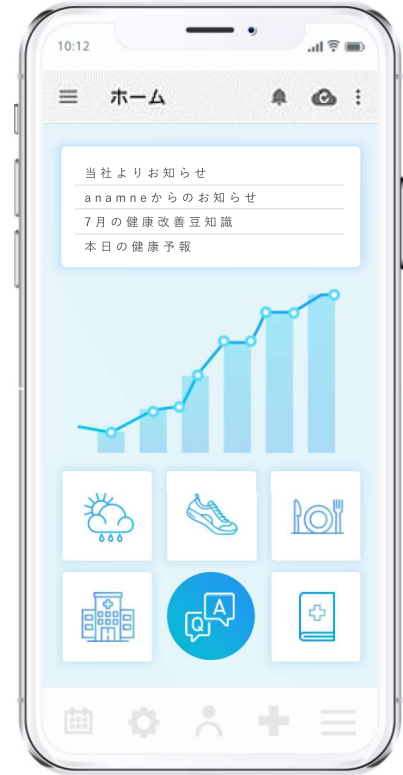 10:12
ホーム
当社よりお知らせ
anamneからのお知らせ
7月の健康改善豆知識
本日の健康予報
A
Q